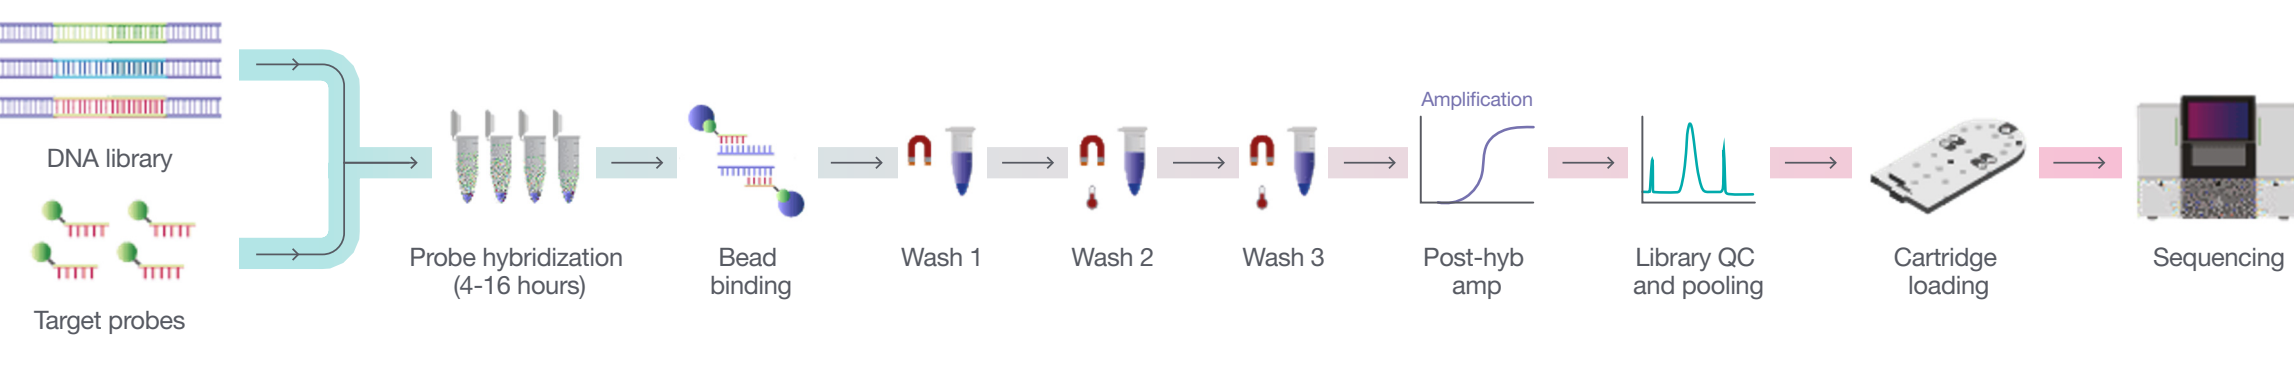 DNA library
Target probes
Probe hybridization
(4-16 hours)
Bead
binding
Wash 1
Wash 2
Wash 3
Amplification
Post-hyb
amp
Library QC
and pooling
Cartridge
loading
Sequencing